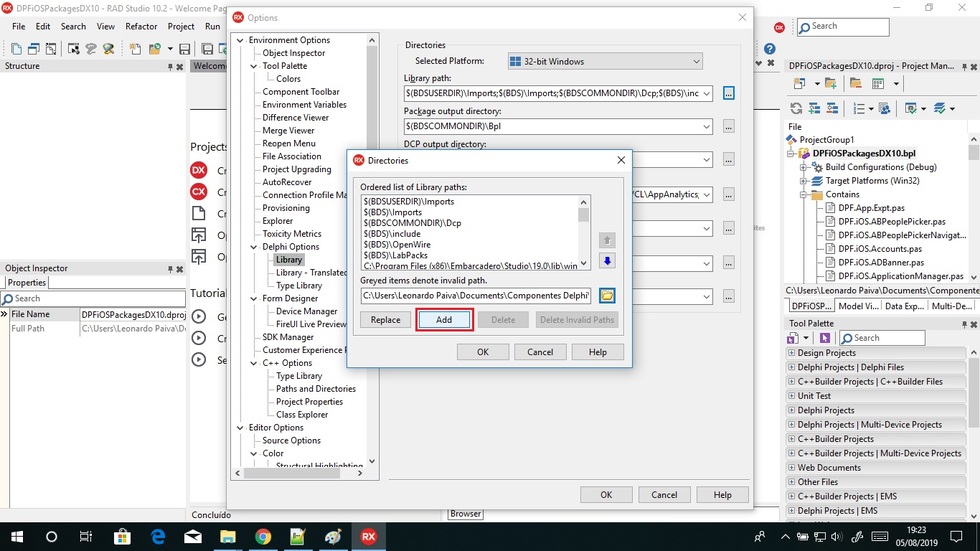 DPFiOSPackagesDX10 - RAD Studio 10.2 - Welcome Pag
File Edit Search View Refactor Project Run
Search
Structure
Welcom
Projects
Tutoria
Object Inspector
Properties
Search
File Name DPFiOSPackagesDX10.dproj
Full Path C:\Users\Leonardo Paiva\Do
Concluído
Browser
Options
Environment Options
Object Inspector
Tool Palette
Colors
Component Toolbar
Environment Variables
Difference Viewer
Merge Viewer
Reopen Menu
File Association
Project Upgrading
AutoRecover
Connection Profile Ma
Provisioning
Explorer
Toxicity Metrics
Delphi Options
Library
Library - Translated
Type Library
Form Designer
Device Manager
FireUI Live Preview
SDK Manager
Customer Experience P
C++ Options
Type Library
Paths and Directories
Project Properties
Class Explorer
Editor Options
Source Options
Color
Structural Highlighting
Directories
Selected Platform: 32-bit Windows
Library path:
$(BDSUSERDIR)\Imports;$(BDS)\Imports;$(BDSCOMMONDIR)\Dcp;$(BDS)\inc ...
Package output directory:
$(BDSCOMMONDIR)\Bpl ...
DCP output directory:
...
CL\AppAnalytics; ...
...
...
...
OK Cancel Help
Directories
Ordered list of Library paths:
$(BDSUSERDIR)\Imports
$(BDS)\Imports
$(BDSCOMMONDIR)\Dcp
$(BDS)\include
$(BDS)\OpenWire
$(BDS)\LabPacks
C:\Program Files (x86)\Embarcadero\Studio\19.0\lib\win
Greyed items denote invalid path.
C:\Users\Leonardo Paiva\Documents\Componentes Delphi\
Replace Add Delete Delete Invalid Paths
OK Cancel Help
DPFiOSPackagesDX10.dproj - Project Man...
File
ProjectGroup1
DPFiOSPackagesDX10.bpl
Build Configurations (Debug)
Target Platforms (Win32)
Contains
DPF.App.Ext.pas
DPF.iOS.ABPeoplePicker.pas
DPF.iOS.ABPeoplePickerNavigat...
DPF.iOS.Accounts.pas
DPF.iOS.ADBanner.pas
DPF.iOS.ApplicationManager.pas
C:\Users\Leonardo Paiva\Documents\Componente
DPFiOSP... Model Vi... Data Exp... Multi-De...
Tool Palette
Search
Design Projects
Delphi Projects | Delphi Files
C++Builder Projects | C++Builder Files
Unit Test
Delphi Projects
Delphi Projects | Multi-Device Projects
C++Builder Projects
C++Builder Projects | Multi-Device Projects
Web Documents
Other Files
C++Builder Projects | EMS
Delphi Projects | EMS
19:23
05/08/2019